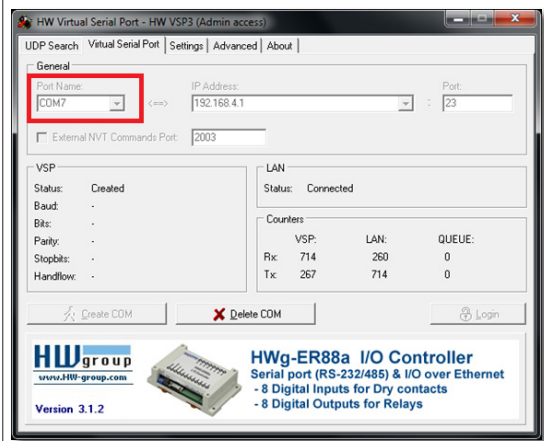 HW Virtual Serial Port - HW VSP3 (Admin access)
UDP Search Virtual Serial Port Settings Advanced About
General
Port Name: IP Address: Port:
COM7 <==> 192.168.4.1 : 23
External NVT Commands Port: 2003
VSP
Status: Created
Baud: -
Bits: -
Parity: -
Stopbits: -
Handflow: -
LAN
Status: Connected
Counters
VSP: LAN: QUEUE:
Rx: 714 260 0
Tx: 267 714 0
Create COM Delete COM Login
HW group
www.HW-group.com
Version 3.1.2
HWg-ER88a I/O Controller
Serial port (RS-232/485) & I/O over Ethernet
- 8 Digital Inputs for Dry contacts
- 8 Digital Outputs for Relays